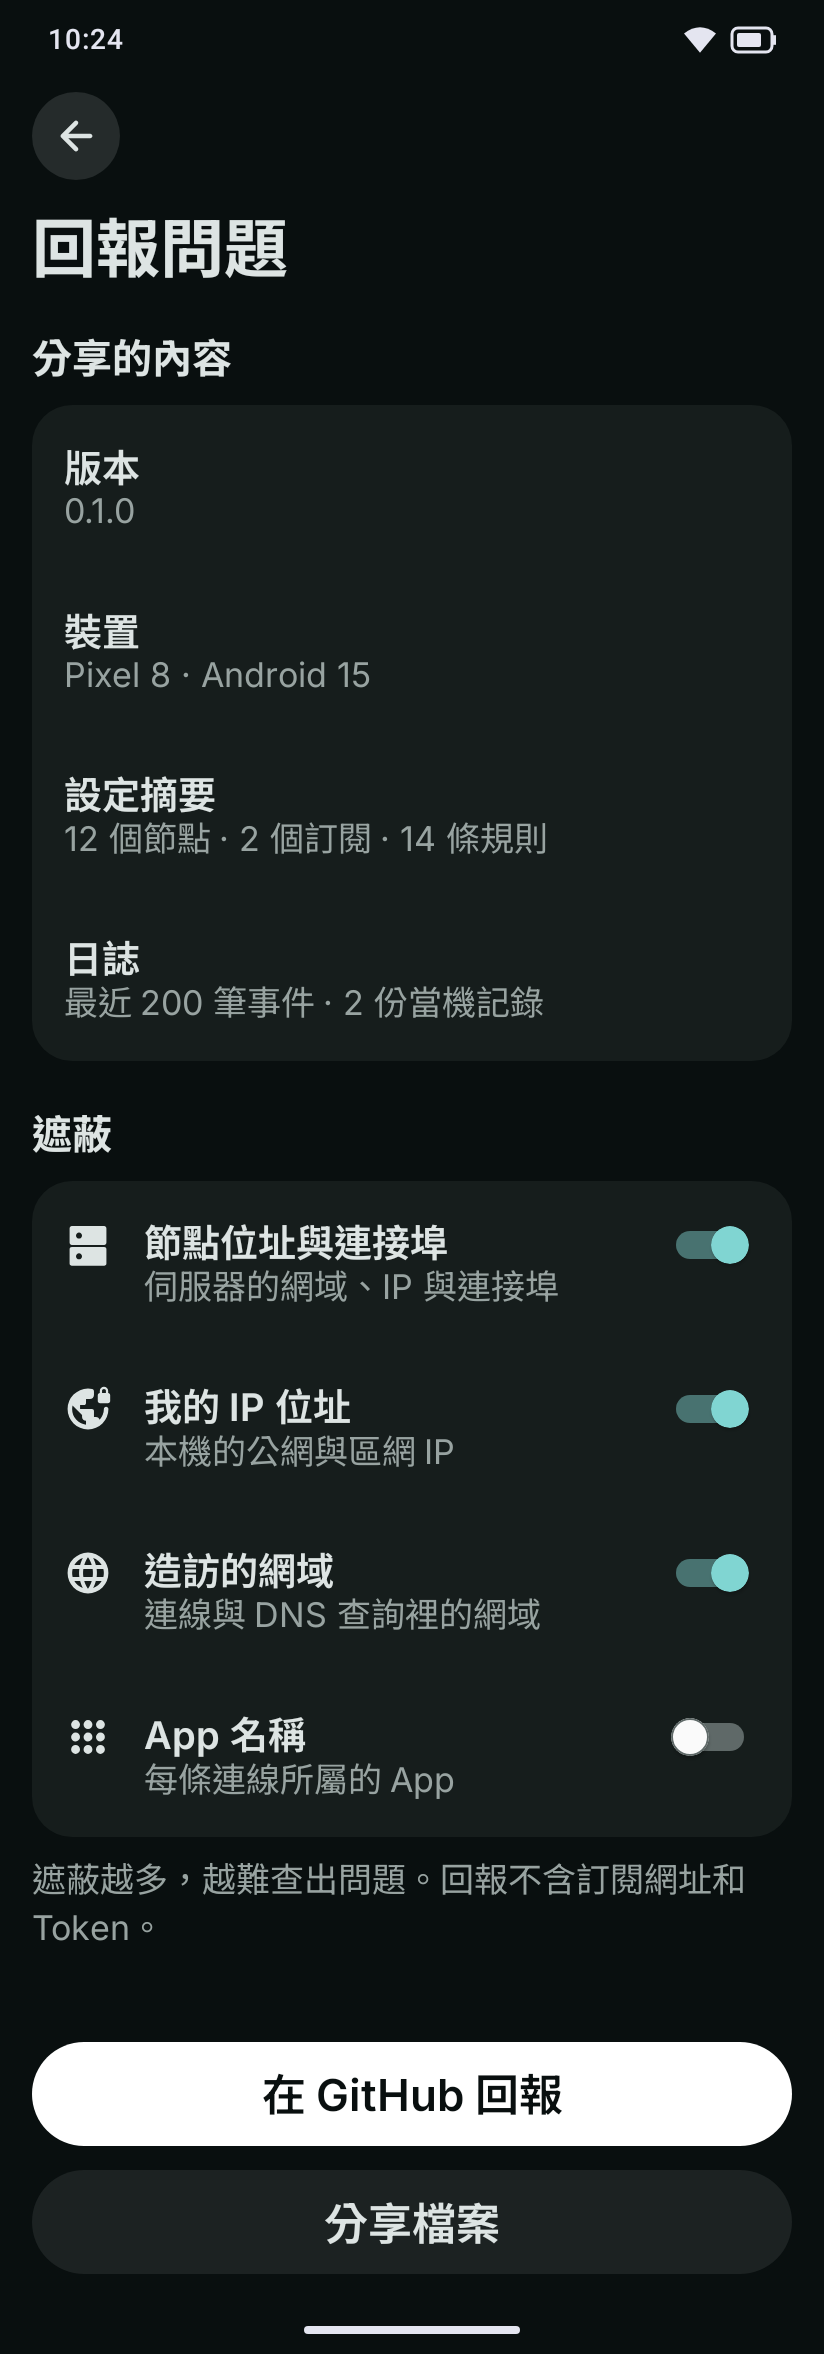 10:24
回報問題
分享的內容
版本
0.1.0
裝置
Pixel 8 · Android 15
設定摘要
12 個節點 · 2 個訂閱 · 14 條規則
日誌
最近 200 筆事件 · 2 份當機記錄
遮蔽
節點位址與連接埠
伺服器的網域、IP 與連接埠
我的 IP 位址
本機的公網與區網 IP
造訪的網域
連線與 DNS 查詢裡的網域
App 名稱
每條連線所屬的 App
遮蔽越多，越難查出問題。回報不含訂閱網址和
Token。
在 GitHub 回報
分享檔案